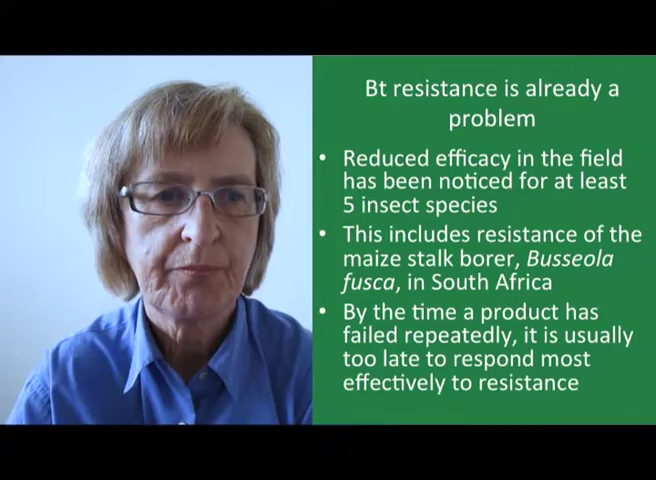 Bt resistance is already a
problem
• Reduced efficacy in the field
has been noticed for at least
5 insect species
• This includes resistance of the
maize stalk borer, Busseola
fusca, in South Africa
• By the time a product has
failed repeatedly, it is usually
too late to respond most
effectively to resistance